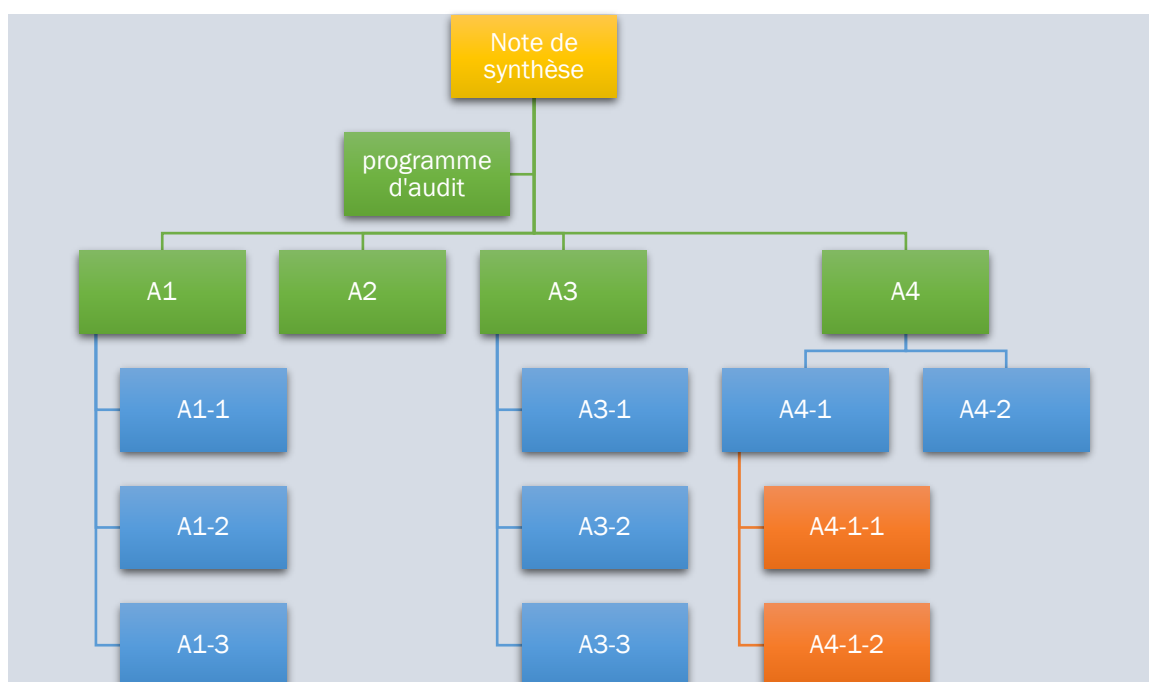 Note de
synthèse
programme
d'audit
A1
A2
A3
A4
A1-1
A3-1
A4-1
A4-2
A1-2
A3-2
A4-1-1
A1-3
A3-3
A4-1-2